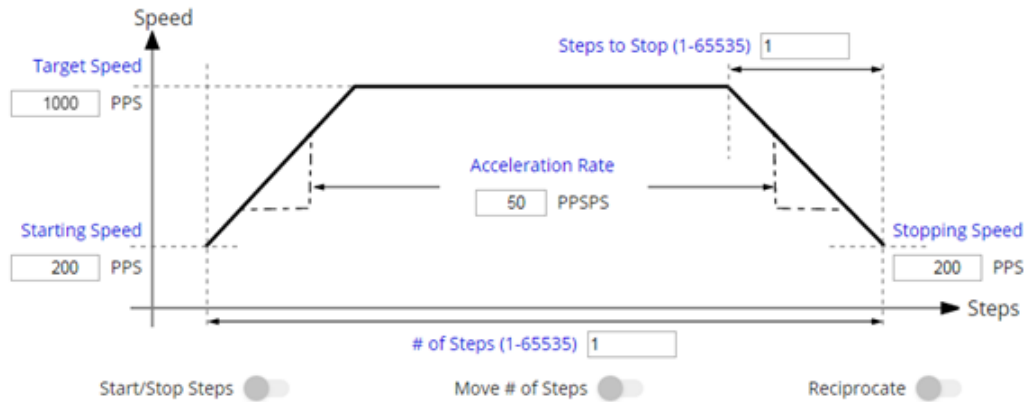 Speed
Steps to Stop (1-65535) 1
Target Speed
1000 PPS
Acceleration Rate
50 PPSPS
Starting Speed
200 PPS
Stopping Speed
200 PPS
Steps
# of Steps (1-65535) 1
Start/Stop Steps
Move # of Steps
Reciprocate